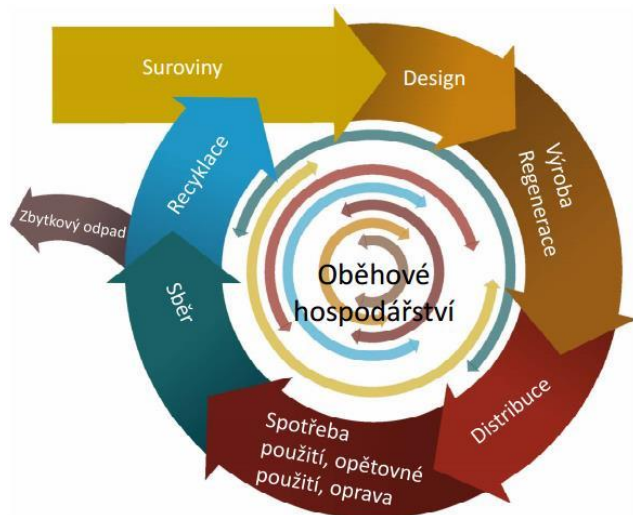 Suroviny
Design
Výroba
Regenerace
Distribuce
Spotřeba
použití, opětovné
použití, oprava
Sběr
Zbytkový odpad
Recyklace
Oběhové
hospodářství